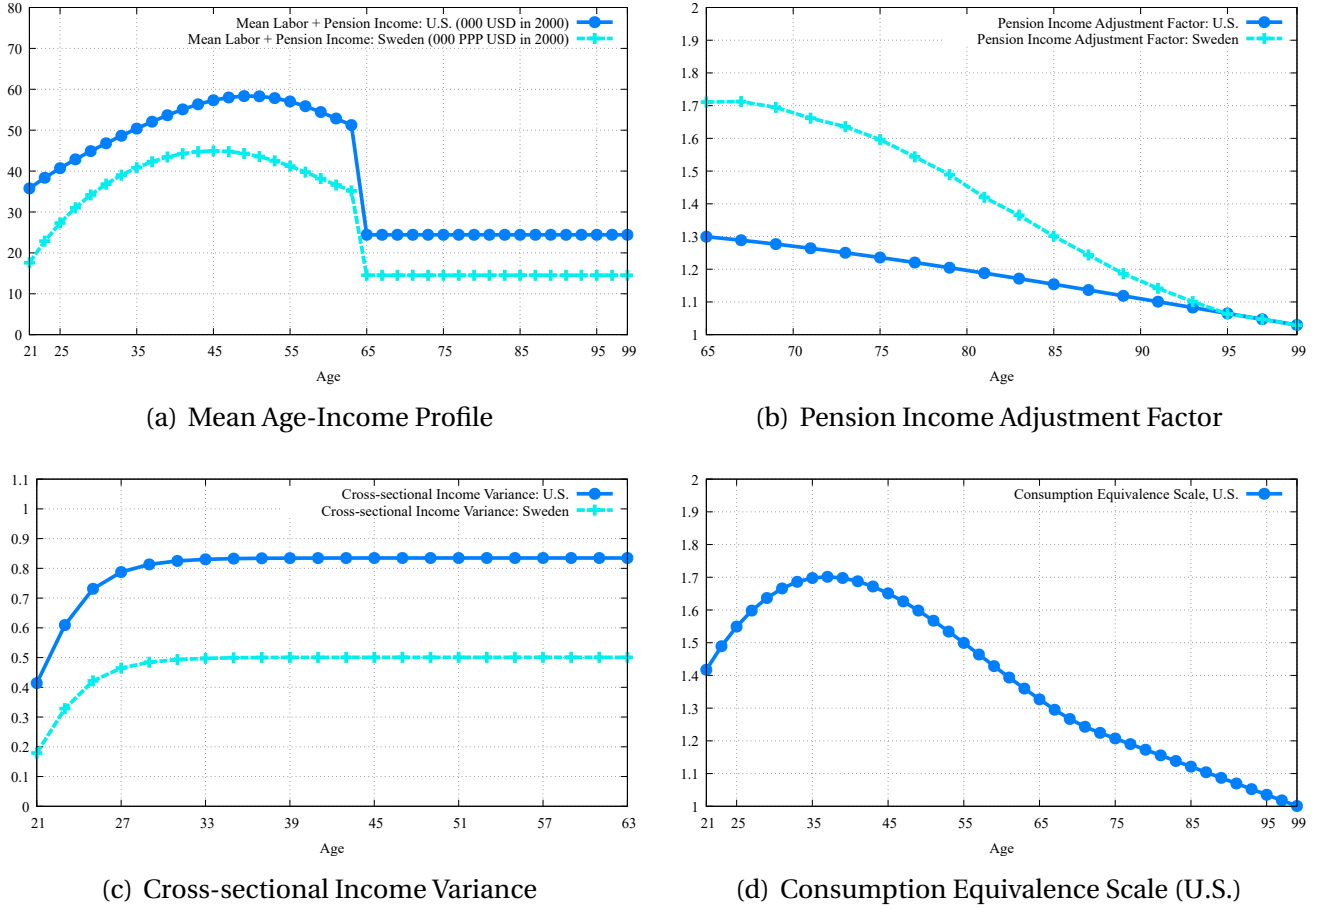 Mean Labor + Pension Income: U.S. (000 USD in 2000)
Mean Labor + Pension Income: Sweden (000 PPP USD in 2000)
80
70
60
50
40
30
20
10
0
21 25 35 45 55 65 75 85 95 99
Age
(a) Mean Age-Income Profile
Pension Income Adjustment Factor: U.S.
Pension Income Adjustment Factor: Sweden
2
1.9
1.8
1.7
1.6
1.5
1.4
1.3
1.2
1.1
1
65 70 75 80 85 90 95 99
Age
(b) Pension Income Adjustment Factor
Cross-sectional Income Variance: U.S.
Cross-sectional Income Variance: Sweden
1.1
1
0.9
0.8
0.7
0.6
0.5
0.4
0.3
0.2
0.1
0
21 27 33 39 45 51 57 63
Age
(c) Cross-sectional Income Variance
Consumption Equivalence Scale, U.S.
2
1.9
1.8
1.7
1.6
1.5
1.4
1.3
1.2
1.1
1
21 25 35 45 55 65 75 85 95 99
Age
(d) Consumption Equivalence Scale (U.S.)